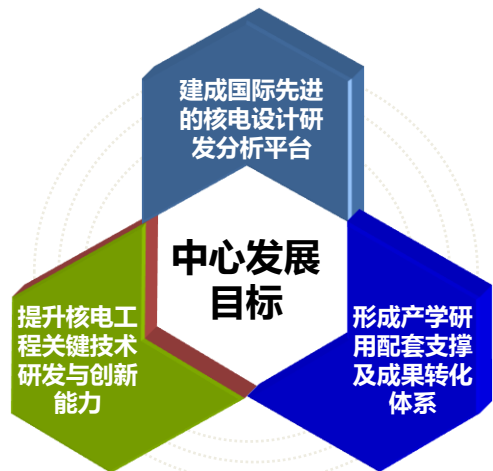 建成国际先进
的核电设计研
发分析平台
中心发展
目标
提升核电工
程关键技术
研发与创新
能力
形成产学研
用配套支撑
及成果转化
体系